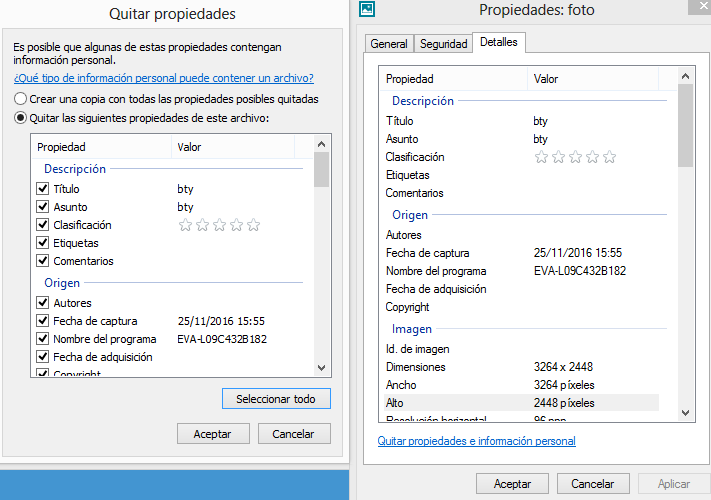 Quitar propiedades
Es posible que algunas de estas propiedades contengan
información personal.
¿Qué tipo de información personal puede contener un archivo?
Crear una copia con todas las propiedades posibles quitadas
Quitar las siguientes propiedades de este archivo:
Propiedad Valor
Descripción
Título bty
Asunto bty
Clasificación
Etiquetas
Comentarios
Origen
Autores
Fecha de captura 25/11/2016 15:55
Nombre del programa EVA-L09C432B182
Fecha de adquisición
Copyright
Seleccionar todo
Aceptar Cancelar
Propiedades: foto
General Seguridad Detalles
Propiedad Valor
Descripción
Título bty
Asunto bty
Clasificación
Etiquetas
Comentarios
Origen
Autores
Fecha de captura 25/11/2016 15:55
Nombre del programa EVA-L09C432B182
Fecha de adquisición
Copyright
Imagen
Id. de imagen
Dimensiones 3264 x 2448
Ancho 3264 píxeles
Alto 2448 píxeles
Resolución horizontal 96 ppp
Quitar propiedades e información personal
Aceptar Cancelar Aplicar